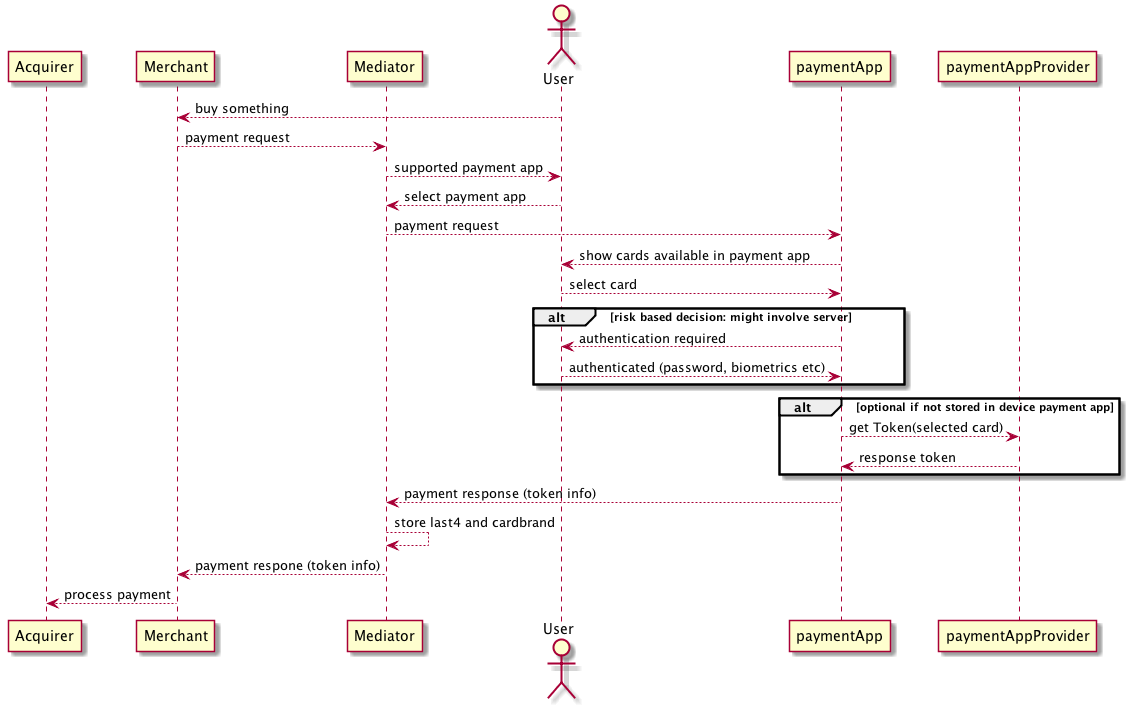 User
Acquirer
Merchant
Mediator
paymentApp
paymentAppProvider
buy something
payment request
supported payment app
select payment app
payment request
show cards available in payment app
select card
alt
[risk based decision: might involve server]
authentication required
authenticated (password, biometrics etc)
alt
[optional if not stored in device payment app]
get Token(selected card)
response token
payment response (token info)
store last4 and cardbrand
payment respone (token info)
process payment
User
Acquirer
Merchant
Mediator
paymentApp
paymentAppProvider